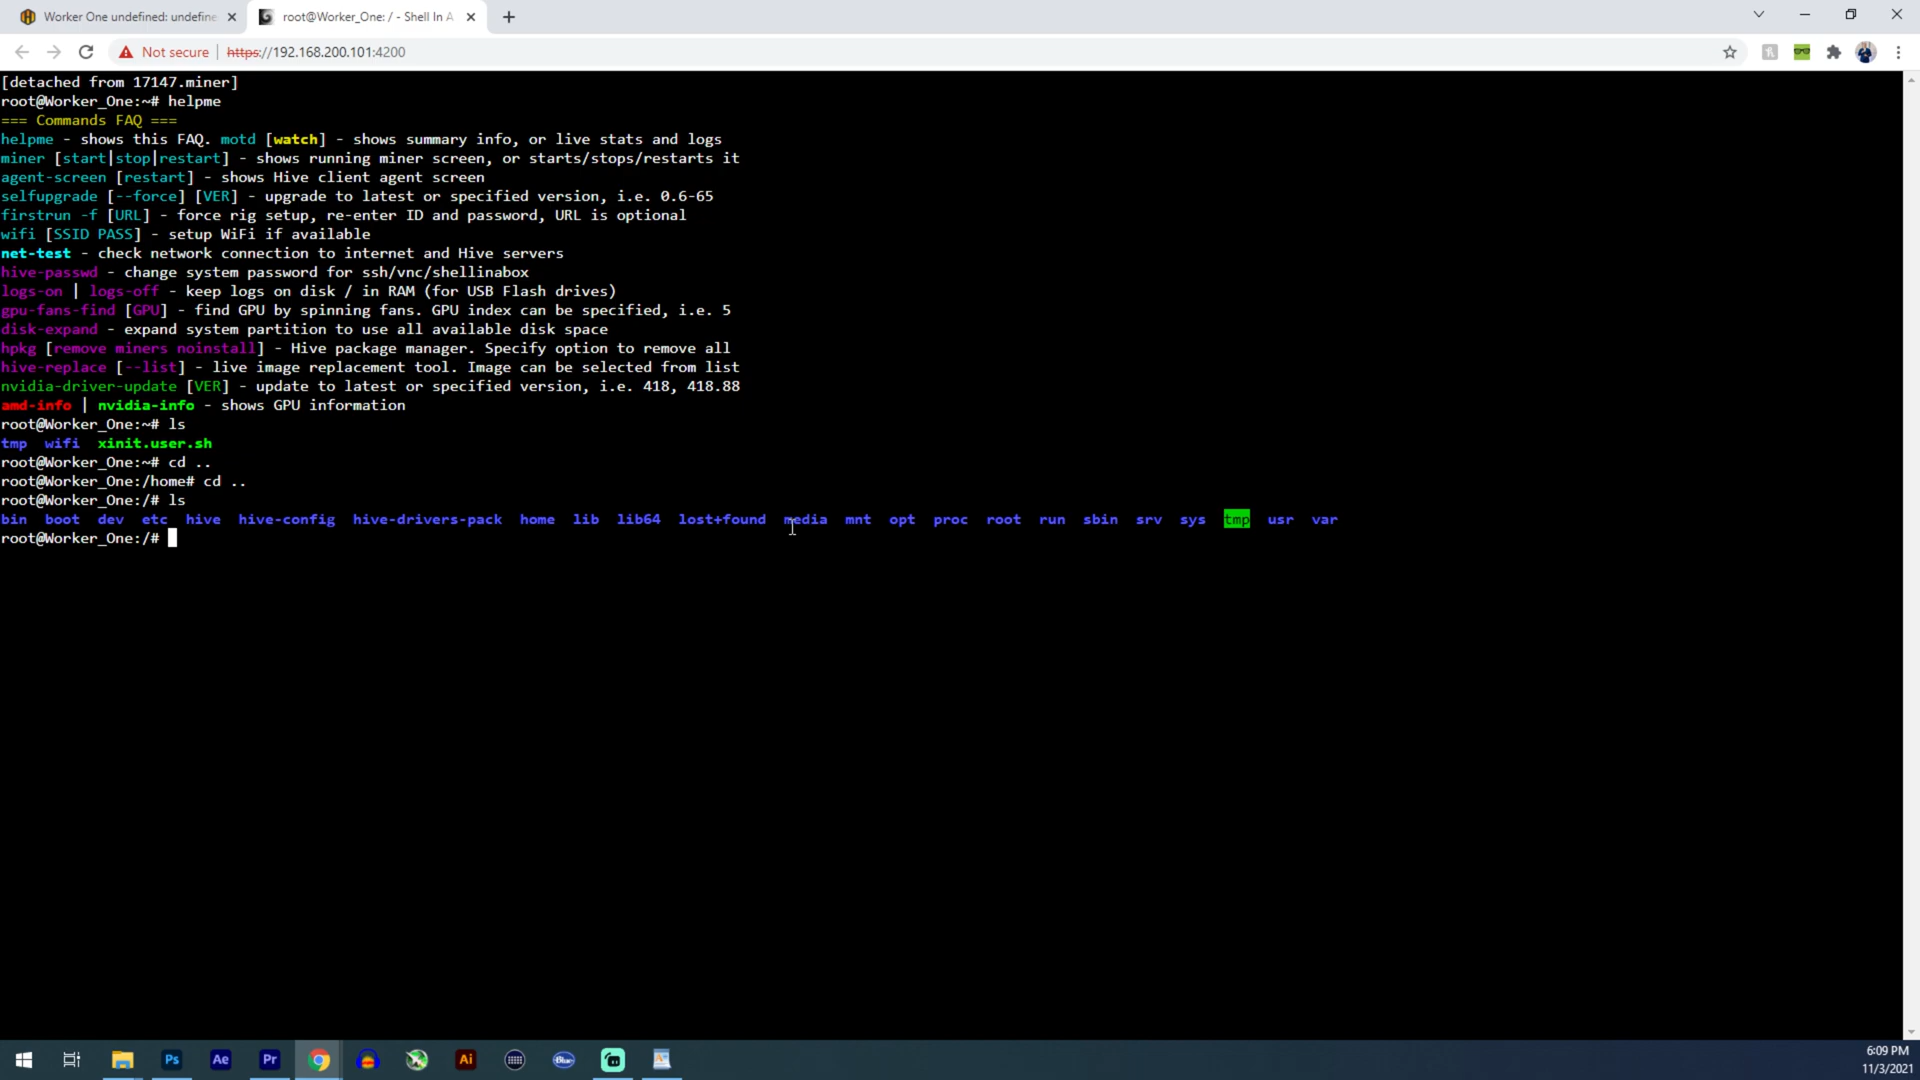 Worker One undefined: undefine
root@Worker_One: / - Shell In A
Not secure | https://192.168.200.101:4200
[detached from 17147.miner]
root@Worker_One:~# helpme
=== Commands FAQ ===
helpme - shows this FAQ. motd [watch] - shows summary info, or live stats and logs
miner [start|stop|restart] - shows running miner screen, or starts/stops/restarts it
agent-screen [restart] - shows Hive client agent screen
selfupgrade [--force] [VER] - upgrade to latest or specified version, i.e. 0.6-65
firstrun -f [URL] - force rig setup, re-enter ID and password, URL is optional
wifi [SSID PASS] - setup WiFi if available
net-test - check network connection to internet and Hive servers
hive-passwd - change system password for ssh/vnc/shellinabox
logs-on | logs-off - keep logs on disk / in RAM (for USB Flash drives)
gpu-fans-find [GPU] - find GPU by spinning fans. GPU index can be specified, i.e. 5
disk-expand - expand system partition to use all available disk space
hpkg [remove miners noinstall] - Hive package manager. Specify option to remove all
hive-replace [--list] - live image replacement tool. Image can be selected from list
nvidia-driver-update [VER] - update to latest or specified version, i.e. 418, 418.88
amd-info | nvidia-info - shows GPU information
root@Worker_One:~# ls
tmp wifi xinit.user.sh
root@Worker_One:~# cd ..
root@Worker_One:/home# cd ..
root@Worker_One:/# ls
bin boot dev etc hive hive-config hive-drivers-pack home lib lib64 lost+found media mnt opt proc root run sbin srv sys tmp usr var
root@Worker_One:/#
Ps Ae Pr Ai Blue
6:09 PM
11/3/2021